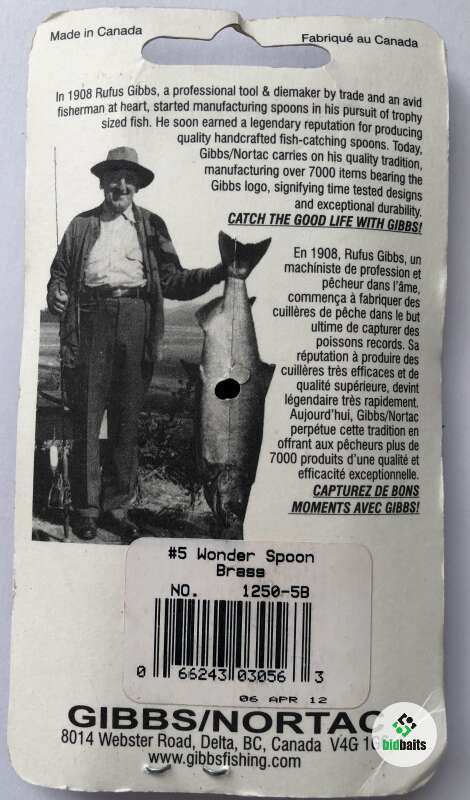 Made in Canada
Fabriqué au Canada
In 1908 Rufus Gibbs, a professional tool & diemaker by trade and an avid
fisherman at heart, started manufacturing spoons in his pursuit of trophy
sized fish. He soon earned a legendary reputation for producing
quality handcrafted fish-catching spoons. Today,
Gibbs/Nortac carries on his quality tradition,
manufacturing over 7000 items bearing the
Gibbs logo, signifying time tested designs
and exceptional durability.
CATCH THE GOOD LIFE WITH GIBBS!
En 1908, Rufus Gibbs, un
machiniste de profession et
pêcheur dans l'âme,
commença à fabriquer des
cuillères de pêche dans le but
ultime de capturer des
poissons records. Sa
réputation à produire des
cuillères très efficaces et de
qualité supérieure, devint
légendaire très rapidement.
Aujourd'hui, Gibbs/Nortac
perpétue cette tradition en
offrant aux pêcheurs plus de
7000 produits d'une qualité et
efficacité exceptionnelle.
CAPTUREZ DE BONS
MOMENTS AVEC GIBBS!
#5 Wonder Spoon
Brass
NO. 1250-5B
0 66243 03056 3
06 APR 12
GIBBS/NORTAC
8014 Webster Road, Delta, BC, Canada V4G
www.gibbsfishing.com
bidbaits